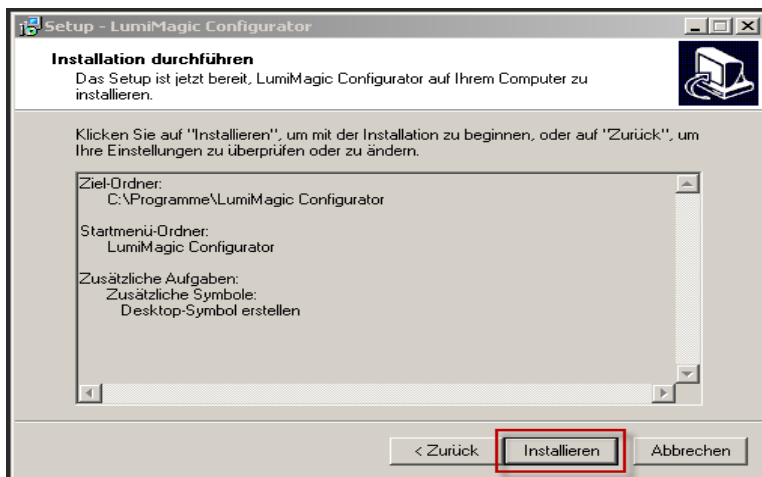 Setup - LumiMagic Configurator
Installation durchführen
Das Setup ist jetzt bereit, LumiMagic Configurator auf Ihrem Computer zu
installieren.
Klicken Sie auf "Installieren", um mit der Installation zu beginnen, oder auf "Zurück", um
Ihre Einstellungen zu überprüfen oder zu ändern.
Ziel-Ordner:
C:\Programme\LumiMagic Configurator
Startmenü-Ordner:
LumiMagic Configurator
Zusätzliche Aufgaben:
Zusätzliche Symbole:
Desktop-Symbol erstellen
< Zurück Installieren Abbrechen